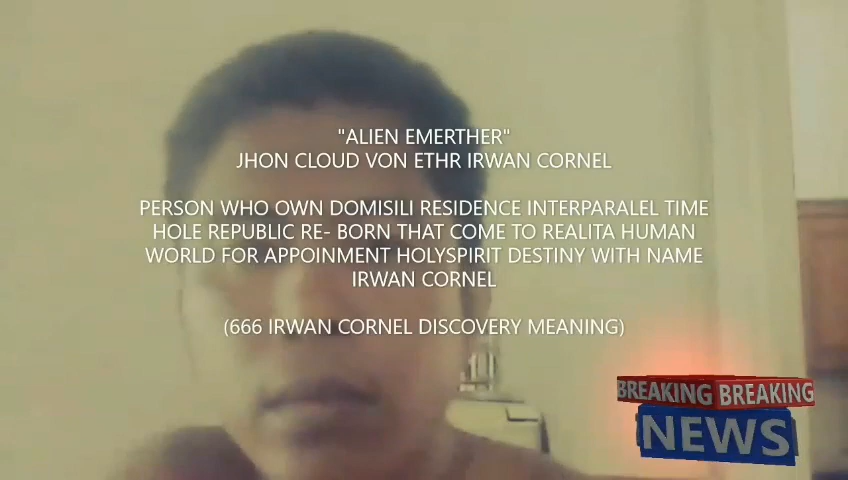 "ALIEN EMERTHER"
JHON CLOUD VON ETHR IRWAN CORNEL
PERSON WHO OWN DOMISILI RESIDENCE INTERPARALEL TIME
HOLE REPUBLIC RE- BORN THAT COME TO REALITA HUMAN
WORLD FOR APPOINMENT HOLYSPIRIT DESTINY WITH NAME
IRWAN CORNEL
(666 IRWAN CORNEL DISCOVERY MEANING)
BREAKING BREAKING
NEWS